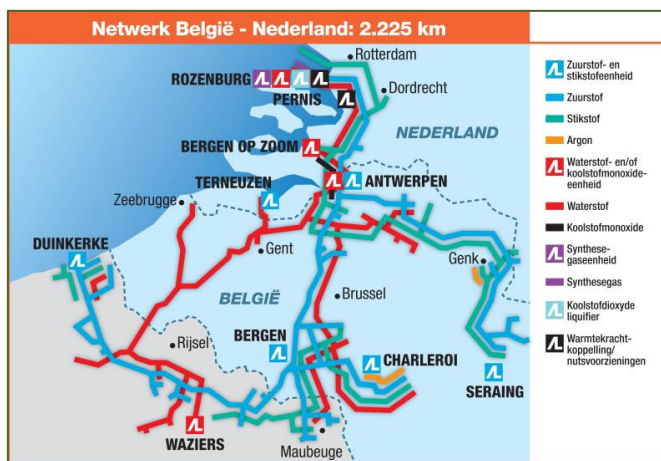 Netwerk België - Nederland: 2.225 km
Rotterdam
ROZENBURG
PERNIS
Dordrecht
NEDERLAND
BERGEN OP ZOOM
TERNEUZEN
ANTWERPEN
Zeebrugge
DUINKERKE
Gent
Genk
BELGIË
Brussel
Rijsel
BERGEN
CHARLEROI
SERAING
WAZIERS
Maubeuge
Zuurstof- en
stikstofeenheid
Zuurstof
Stikstof
Argon
Waterstof- en/of
koolstofmonoxide-
eenheid
Waterstof
Koolstofmonoxide
Synthese-
gaseenheid
Synthesegas
Koolstofdioxyde
liquifier
Warmtekracht-
koppelling/
nutsvoorzieningen